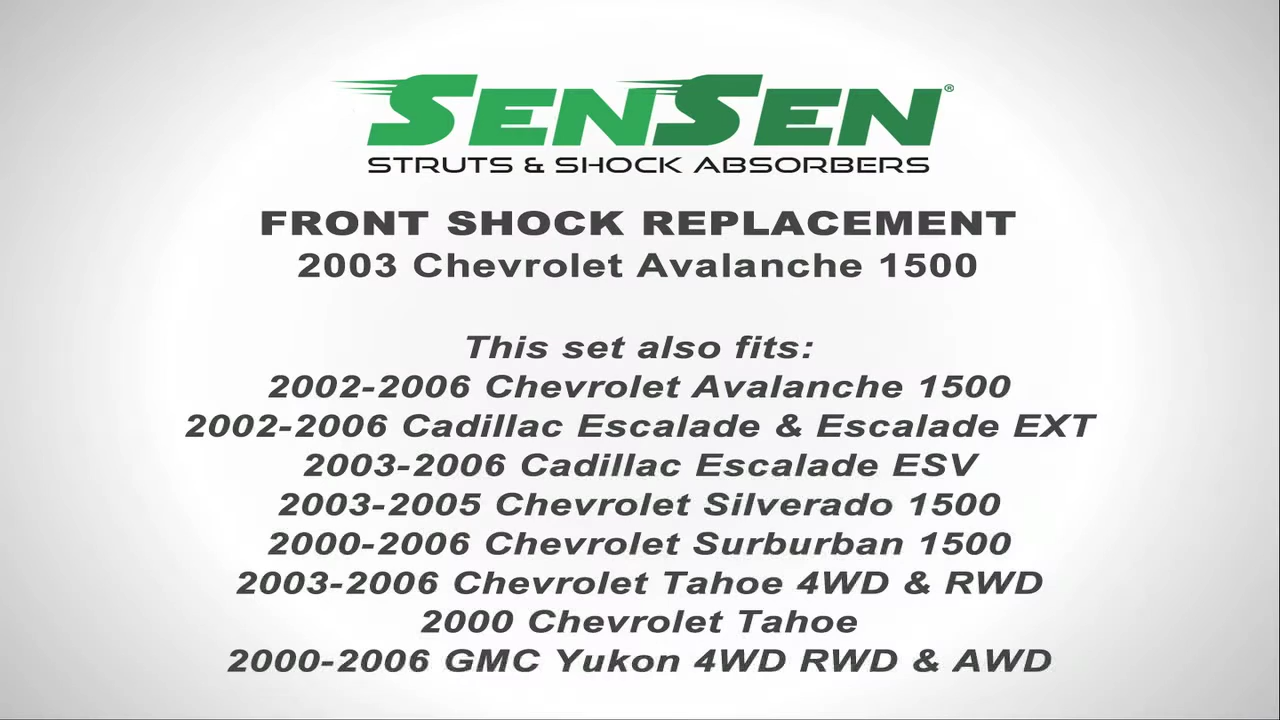 SENSEN®
STRUTS & SHOCK ABSORBERS
FRONT SHOCK REPLACEMENT
2003 Chevrolet Avalanche 1500
This set also fits:
2002-2006 Chevrolet Avalanche 1500
2002-2006 Cadillac Escalade & Escalade EXT
2003-2006 Cadillac Escalade ESV
2003-2005 Chevrolet Silverado 1500
2000-2006 Chevrolet Surburban 1500
2003-2006 Chevrolet Tahoe 4WD & RWD
2000 Chevrolet Tahoe
2000-2006 GMC Yukon 4WD RWD & AWD